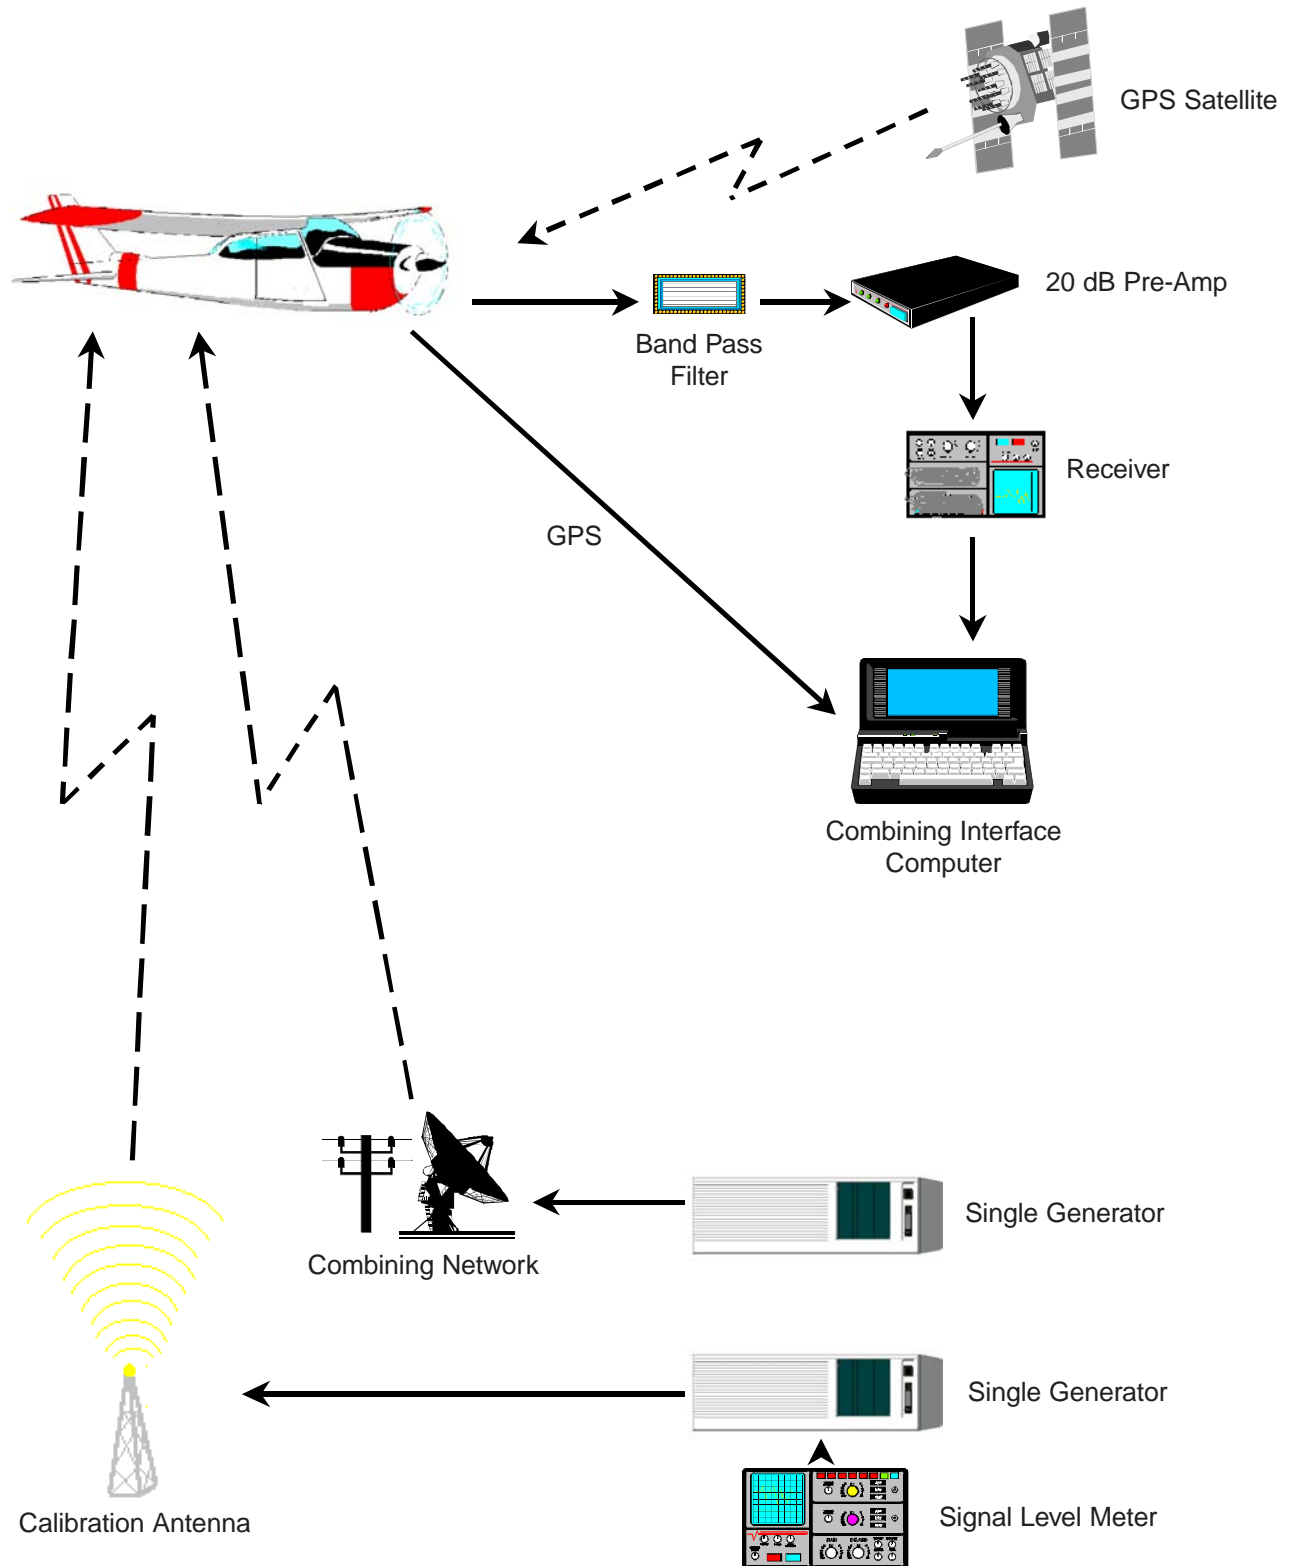 GPS Satellite
20 dB Pre-Amp
Band Pass
Filter
Receiver
GPS
Combining Interface
Computer
Single Generator
Combining Network
Single Generator
Signal Level Meter
Calibration Antenna